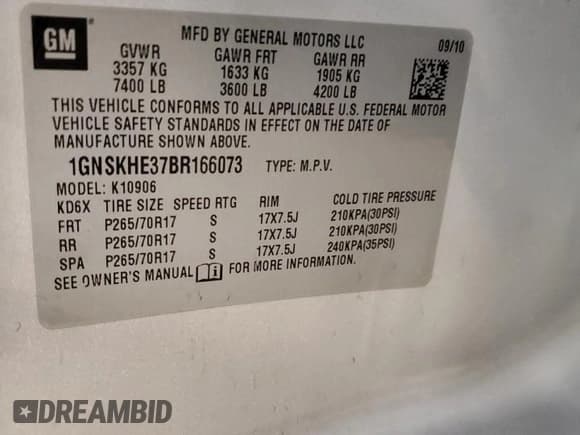 GM
MFD BY GENERAL MOTORS LLC 09/10
GVWR GAWR FRT GAWR RR
3357 KG 1633 KG 1905 KG
7400 LB 3600 LB 4200 LB
THIS VEHICLE CONFORMS TO ALL APPLICABLE U.S. FEDERAL MOTOR
VEHICLE SAFETY STANDARDS IN EFFECT ON THE DATE OF
MANUFACTURE SHOWN ABOVE.
1GNSKHE37BR166073 TYPE: M.P.V.
MODEL: K10906
KD6X TIRE SIZE SPEED RTG RIM COLD TIRE PRESSURE
FRT P265/70R17 S 17X7.5J 210KPA(30PSI)
RR P265/70R17 S 17X7.5J 210KPA(30PSI)
SPA P265/70R17 S 17X7.5J 240KPA(35PSI)
SEE OWNER'S MANUAL i FOR MORE INFORMATION.
DREAMBID